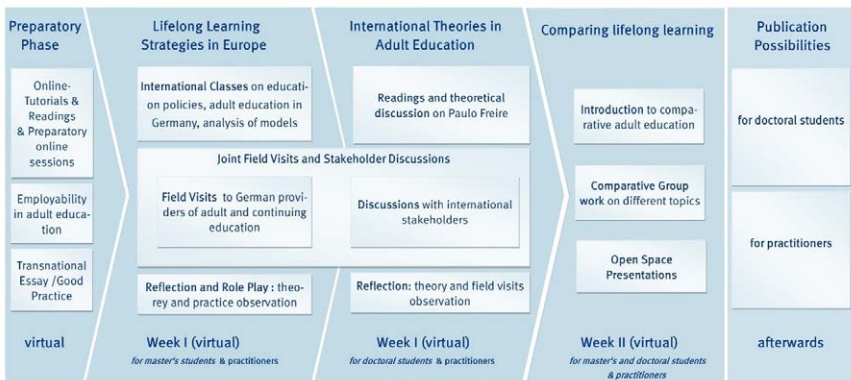 Preparatory
Phase
Online-
Tutorials &
Readings
& Preparatory
online
sessions
Employability
in adult educa-
tion
Transnational
Essay /Good
Practice
virtual
Lifelong Learning
Strategies in Europe
International Classes on educati-
on policies, adult education in
Germany, analysis of models
International Theories in
Adult Education
Readings and theoretical
discussion on Paulo Freire
Joint Field Visits and Stakeholder Discussions
Field Visits to German provi-
ders of adult and continuing
education
Discussions with international
stakeholders
Reflection and Role Play : theo-
rey and practice observation
Reflection: theory and field visits
observation
Week I (virtual)
for master's students & practitioners
Week I (virtual)
for doctoral students & practitioners
Comparing lifelong learning
Introduction to compa-
rative adult education
Comparative Group
work on different topics
Open Space
Presentations
Week II (virtual)
for master's and doctoral students
& practitioners
Publication
Possibilities
for doctoral students
for practitioners
afterwards